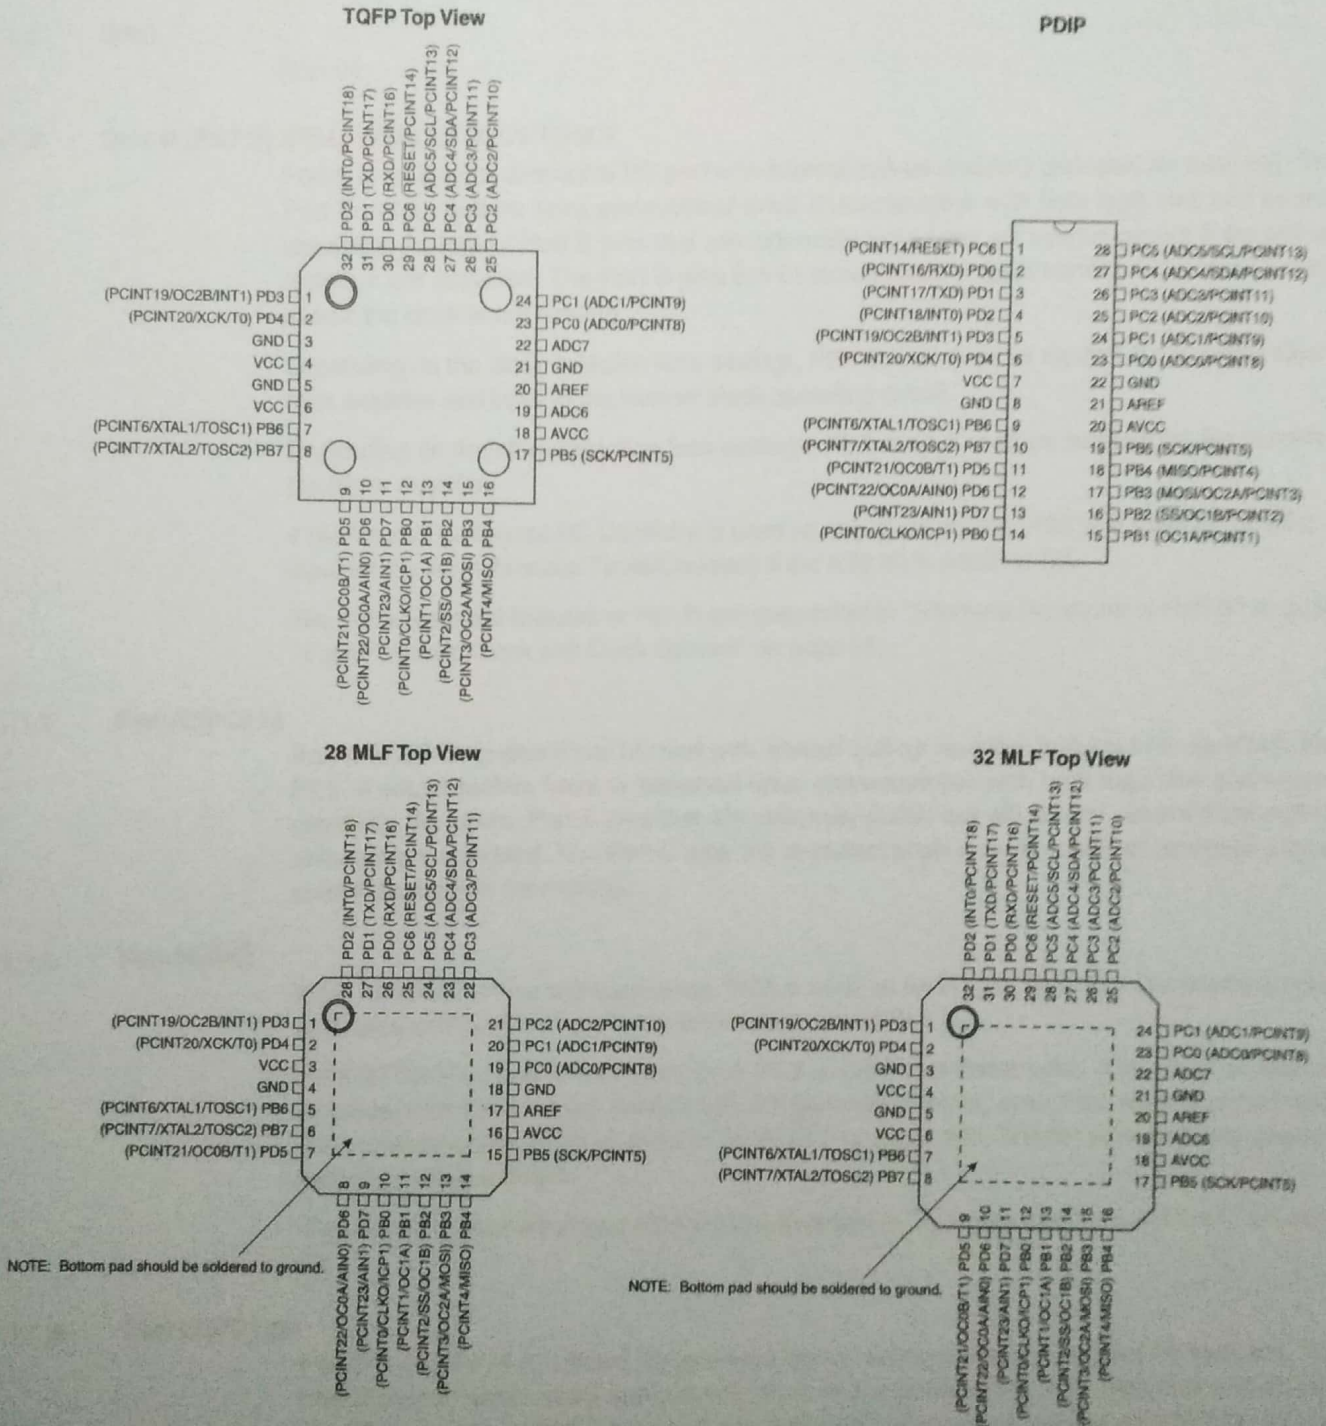 TQFP Top View
32 PD2 (INT0/PCINT18)
31 PD1 (TXD/PCINT17)
30 PD0 (RXD/PCINT16)
29 PC6 (RESET/PCINT14)
28 PC5 (ADC5/SCL/PCINT13)
27 PC4 (ADC4/SDA/PCINT12)
26 PC3 (ADC3/PCINT11)
25 PC2 (ADC2/PCINT10)
(PCINT19/OC2B/INT1) PD3 1
(PCINT20/XCK/T0) PD4 2
GND 3
VCC 4
GND 5
VCC 6
(PCINT6/XTAL1/TOSC1) PB6 7
(PCINT7/XTAL2/TOSC2) PB7 8
24 PC1 (ADC1/PCINT9)
23 PC0 (ADC0/PCINT8)
22 ADC7
21 GND
20 AREF
19 ADC6
18 AVCC
17 PB5 (SCK/PCINT5)
(PCINT21/OC0B/T1) PD5 9
(PCINT22/OC0A/AIN0) PD6 10
(PCINT23/AIN1) PD7 11
(PCINT0/CLKO/ICP1) PB0 12
(PCINT1/OC1A) PB1 13
(PCINT2/SS/OC1B) PB2 14
(PCINT3/OC2A/MOSI) PB3 15
(PCINT4/MISO) PB4 16
PDIP
(PCINT14/RESET) PC6 1
(PCINT16/RXD) PD0 2
(PCINT17/TXD) PD1 3
(PCINT18/INT0) PD2 4
(PCINT19/OC2B/INT1) PD3 5
(PCINT20/XCK/T0) PD4 6
VCC 7
GND 8
(PCINT6/XTAL1/TOSC1) PB6 9
(PCINT7/XTAL2/TOSC2) PB7 10
(PCINT21/OC0B/T1) PD5 11
(PCINT22/OC0A/AIN0) PD6 12
(PCINT23/AIN1) PD7 13
(PCINT0/CLKO/ICP1) PB0 14
28 PC5 (ADC5/SCL/PCINT13)
27 PC4 (ADC4/SDA/PCINT12)
26 PC3 (ADC3/PCINT11)
25 PC2 (ADC2/PCINT10)
24 PC1 (ADC1/PCINT9)
23 PC0 (ADC0/PCINT8)
22 GND
21 AREF
20 AVCC
19 PB5 (SCK/PCINT5)
18 PB4 (MISO/PCINT4)
17 PB3 (MOSI/OC2A/PCINT3)
16 PB2 (SS/OC1B/PCINT2)
15 PB1 (OC1A/PCINT1)
28 MLF Top View
28 PD2 (INT0/PCINT18)
27 PD1 (TXD/PCINT17)
26 PD0 (RXD/PCINT16)
25 PC6 (RESET/PCINT14)
24 PC5 (ADC5/SCL/PCINT13)
23 PC4 (ADC4/SDA/PCINT12)
22 PC3 (ADC3/PCINT11)
(PCINT19/OC2B/INT1) PD3 1
(PCINT20/XCK/T0) PD4 2
VCC 3
GND 4
(PCINT6/XTAL1/TOSC1) PB6 5
(PCINT7/XTAL2/TOSC2) PB7 6
(PCINT21/OC0B/T1) PD5 7
21 PC2 (ADC2/PCINT10)
20 PC1 (ADC1/PCINT9)
19 PC0 (ADC0/PCINT8)
18 GND
17 AREF
16 AVCC
15 PB5 (SCK/PCINT5)
(PCINT22/OC0A/AIN0) PD6 8
(PCINT23/AIN1) PD7 9
(PCINT0/CLKO/ICP1) PB0 10
(PCINT1/OC1A) PB1 11
(PCINT2/SS/OC1B) PB2 12
(PCINT3/OC2A/MOSI) PB3 13
(PCINT4/MISO) PB4 14
NOTE: Bottom pad should be soldered to ground.
32 MLF Top View
32 PD2 (INT0/PCINT18)
31 PD1 (TXD/PCINT17)
30 PD0 (RXD/PCINT16)
29 PC6 (RESET/PCINT14)
28 PC5 (ADC5/SCL/PCINT13)
27 PC4 (ADC4/SDA/PCINT12)
26 PC3 (ADC3/PCINT11)
25 PC2 (ADC2/PCINT10)
(PCINT19/OC2B/INT1) PD3 1
(PCINT20/XCK/T0) PD4 2
GND 3
VCC 4
GND 5
VCC 6
(PCINT6/XTAL1/TOSC1) PB6 7
(PCINT7/XTAL2/TOSC2) PB7 8
24 PC1 (ADC1/PCINT9)
23 PC0 (ADC0/PCINT8)
22 ADC7
21 GND
20 AREF
19 ADC6
18 AVCC
17 PB5 (SCK/PCINT5)
(PCINT21/OC0B/T1) PD5 9
(PCINT22/OC0A/AIN0) PD6 10
(PCINT23/AIN1) PD7 11
(PCINT0/CLKO/ICP1) PB0 12
(PCINT1/OC1A) PB1 13
(PCINT2/SS/OC1B) PB2 14
(PCINT3/OC2A/MOSI) PB3 15
(PCINT4/MISO) PB4 16
NOTE: Bottom pad should be soldered to ground.